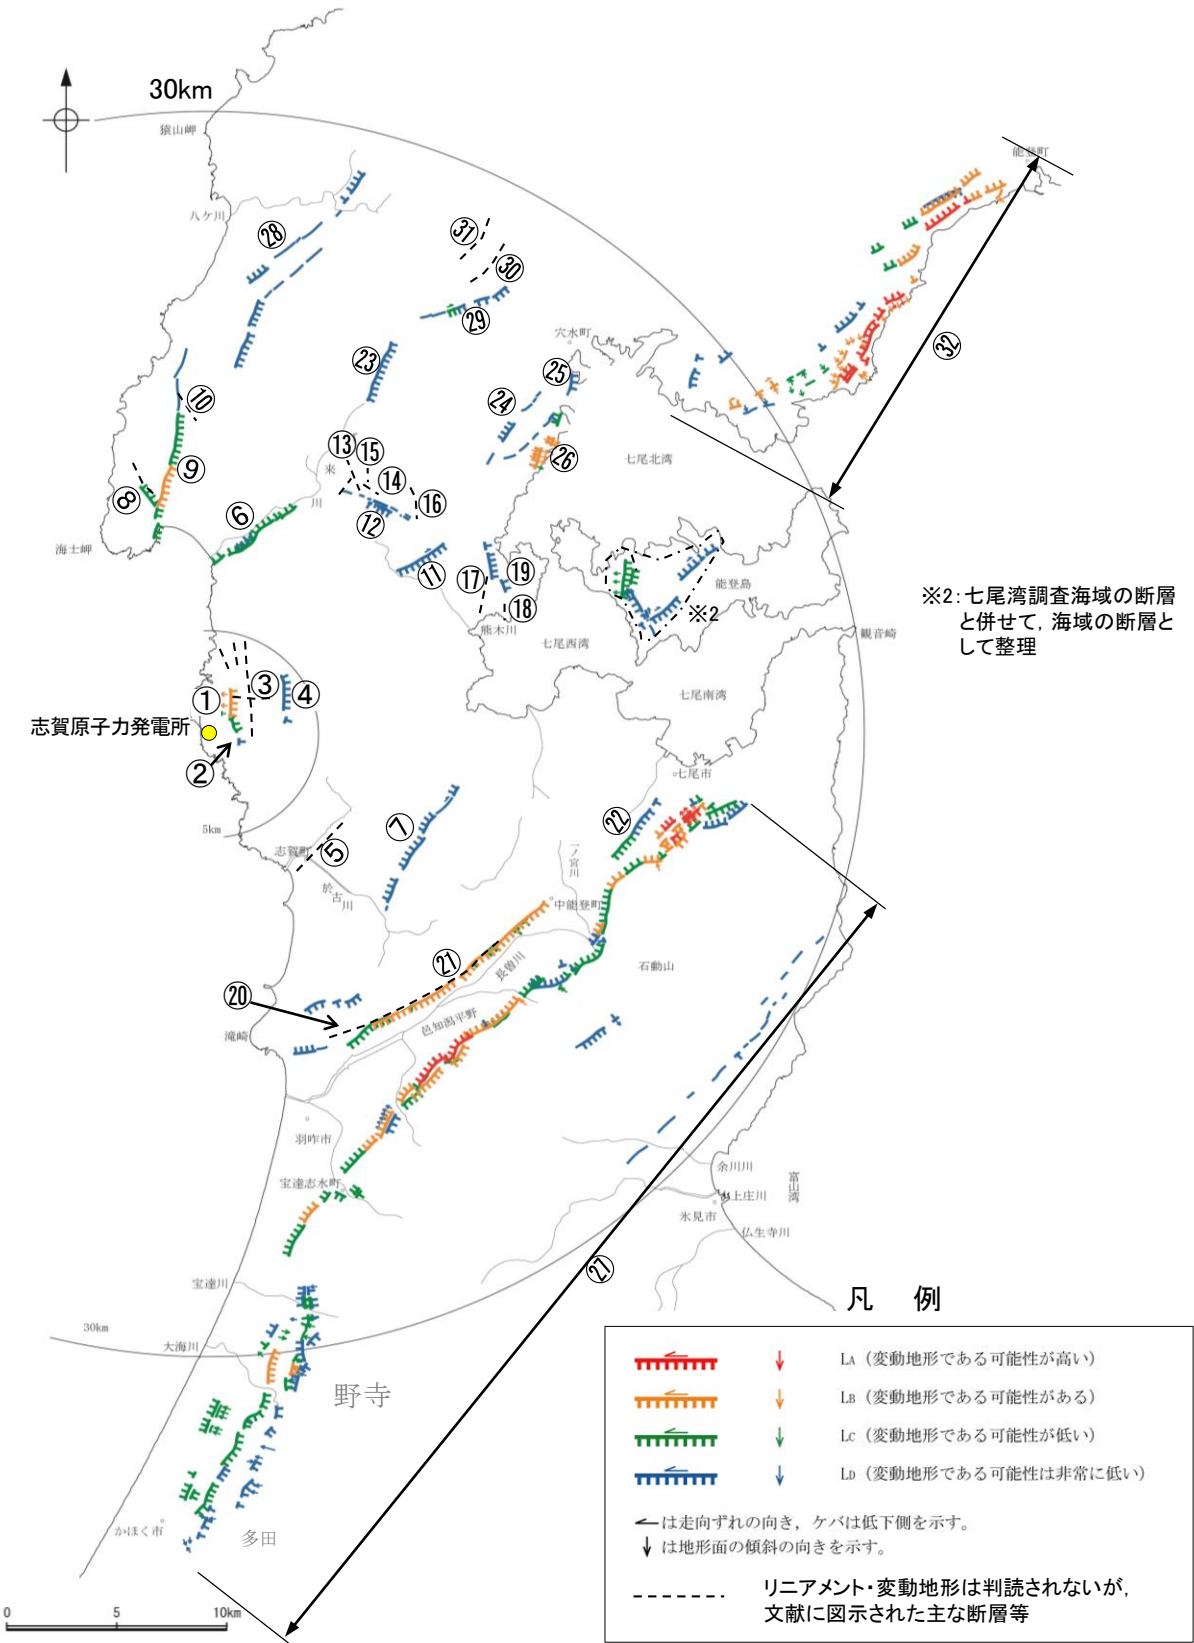 30km
猿山岬
能登町
八ケ川
㉛
㉘
㉚
㉙
穴水町
㉜
㉓
㉕
㉔
⑩
⑬
⑮
七尾北湾
㉖
来
川
⑨
⑭
⑧
⑯
⑥
⑫
海士岬
⑪
⑰
⑲
能登島
※2:七尾湾調査海域の断層
と併せて，海域の断層と
して整理
⑱
※2
熊木川
七尾西湾
観音崎
①
③
④
七尾南湾
志賀原子力発電所
②
七尾市
5km
⑦
㉒
志賀町
⑤
一ノ宮川
於古川
中能登町
㉑
長曽川
石動山
⑳
邑知潟平野
滝崎
羽咋市
余川川
宝達志水町
上庄川
富山湾
氷見市
仏生寺川
㉗
宝達川
凡 例
30km
大海川
LA（変動地形である可能性が高い）
野寺
LB（変動地形である可能性がある）
LC（変動地形である可能性が低い）
LD（変動地形である可能性は非常に低い）
かほく市
多田
は走向ずれの向き，ケバは低下側を示す。
は地形面の傾斜の向きを示す。
リニアメント・変動地形は判読されないが，
文献に図示された主な断層等
0 5 10km